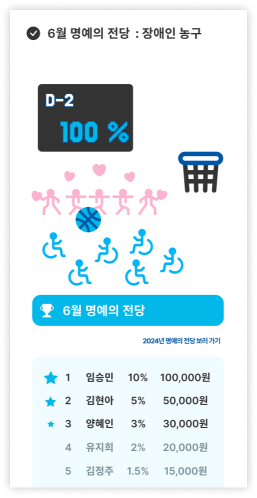 6월 명예의 전당 : 장애인 농구
D-2
100 %
6월 명예의 전당
2024년 명예의 전당 보러 가기
1 임승민 10% 100,000원
2 김현아 5% 50,000원
3 양혜인 3% 30,000원
4 유지희 2% 20,000원
5 김정주 1.5% 15,000원